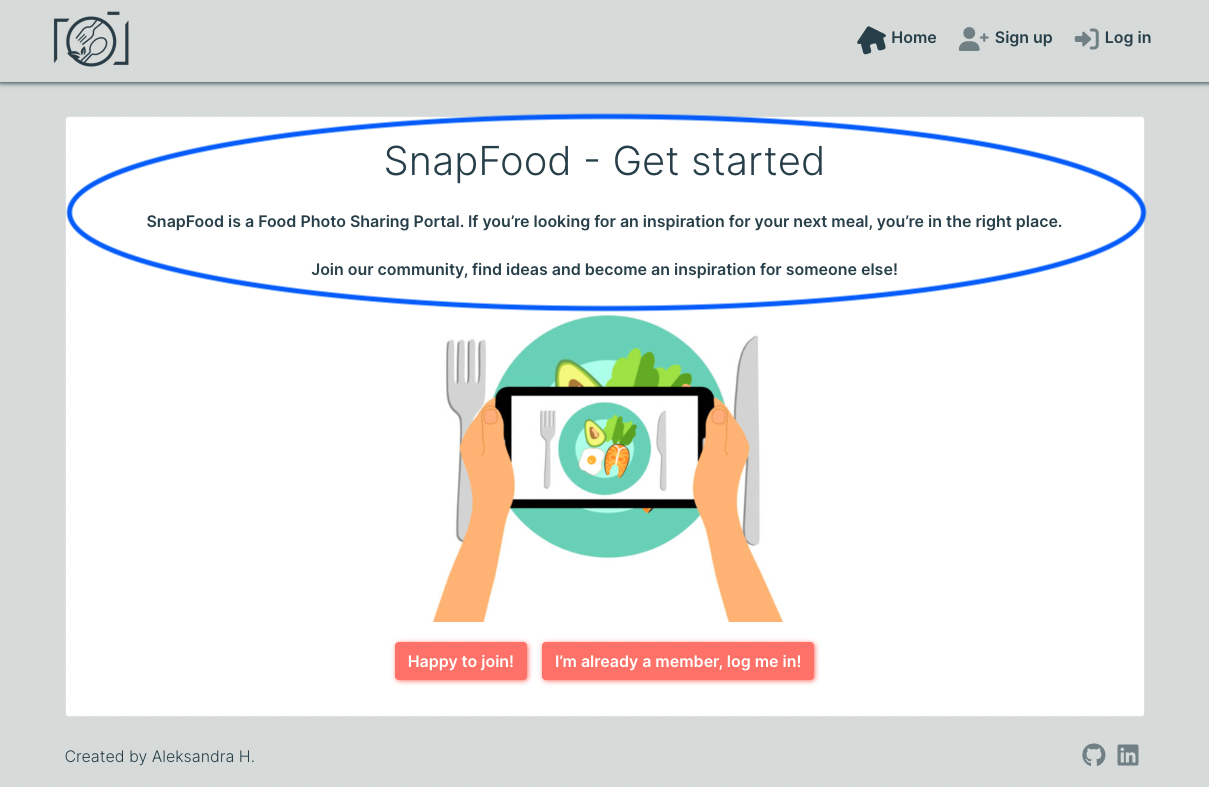 Home
Sign up
Log in
SnapFood - Get started
SnapFood is a Food Photo Sharing Portal. If you’re looking for an inspiration for your next meal, you’re in the right place.
Join our community, find ideas and become an inspiration for someone else!
Happy to join!
I’m already a member, log me in!
Created by Aleksandra H.
in